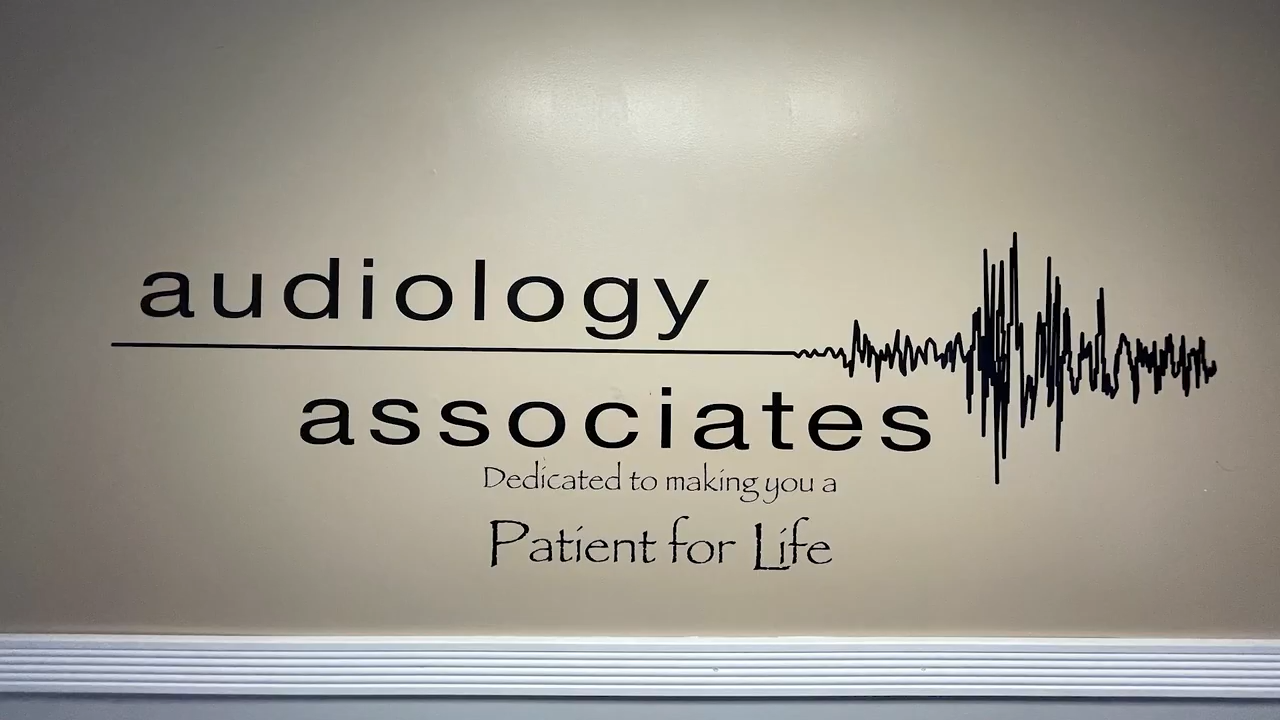 audiology
associates
Dedicated to making you a
Patient for Life